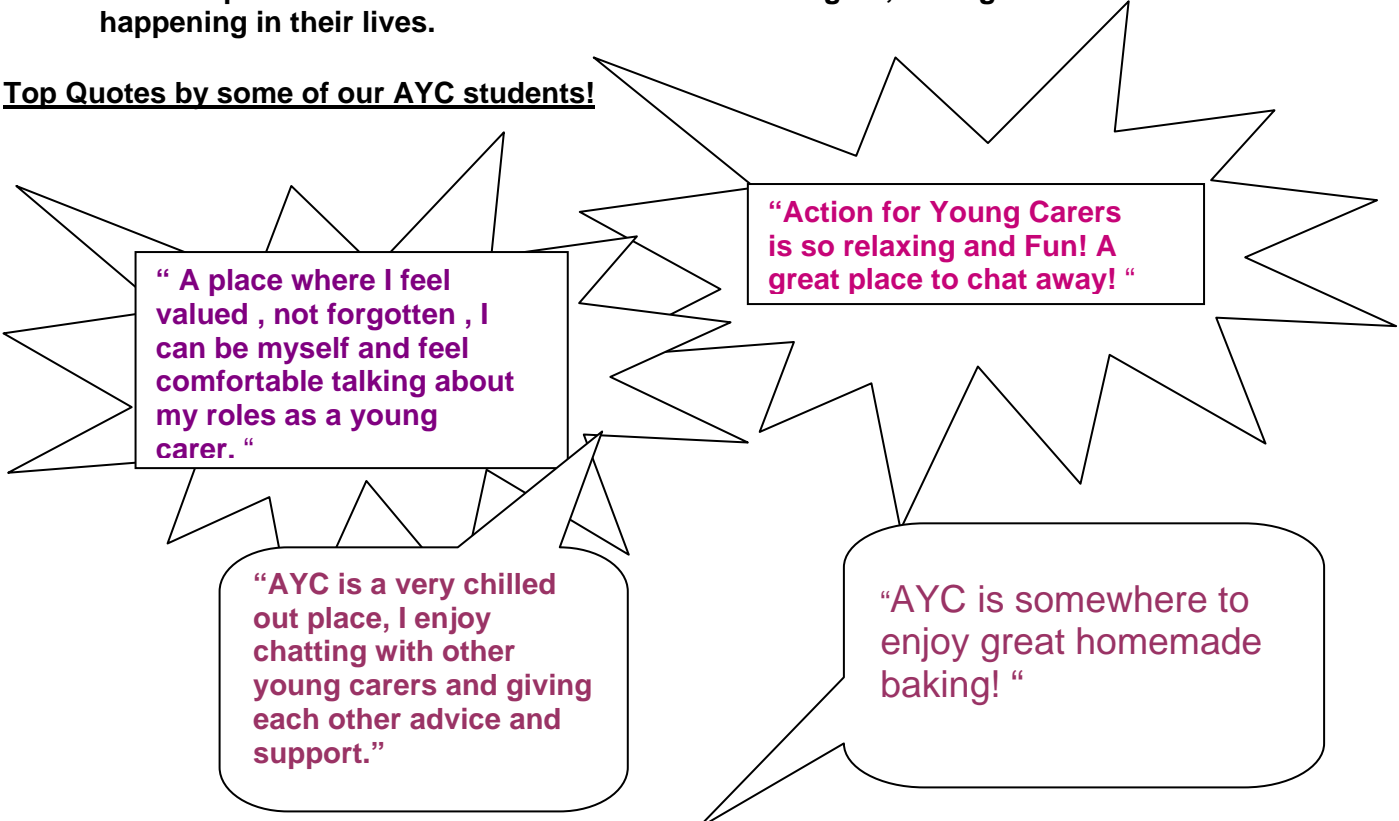 happening in their lives.
Top Quotes by some of our AYC students!
“Action for Young Carers
is so relaxing and Fun! A
great place to chat away! “
“ A place where I feel
valued , not forgotten , I
can be myself and feel
comfortable talking about
my roles as a young
carer. “
“AYC is a very chilled
out place, I enjoy
chatting with other
young carers and giving
each other advice and
support.”
“AYC is somewhere to
enjoy great homemade
baking! “